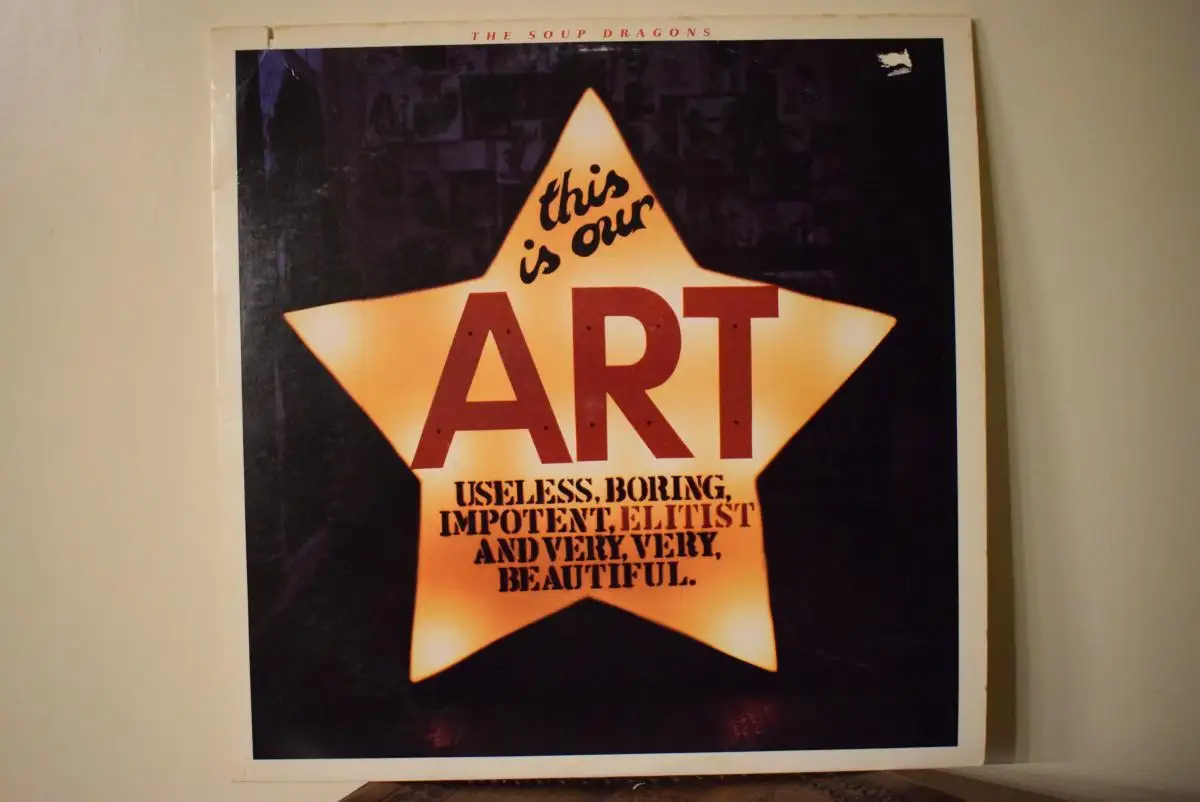 THE SOUP DRAGONS
this
is our
ART
USELESS, BORING,
IMPOTENT, ELITIST
AND VERY, VERY,
BEAUTIFUL.